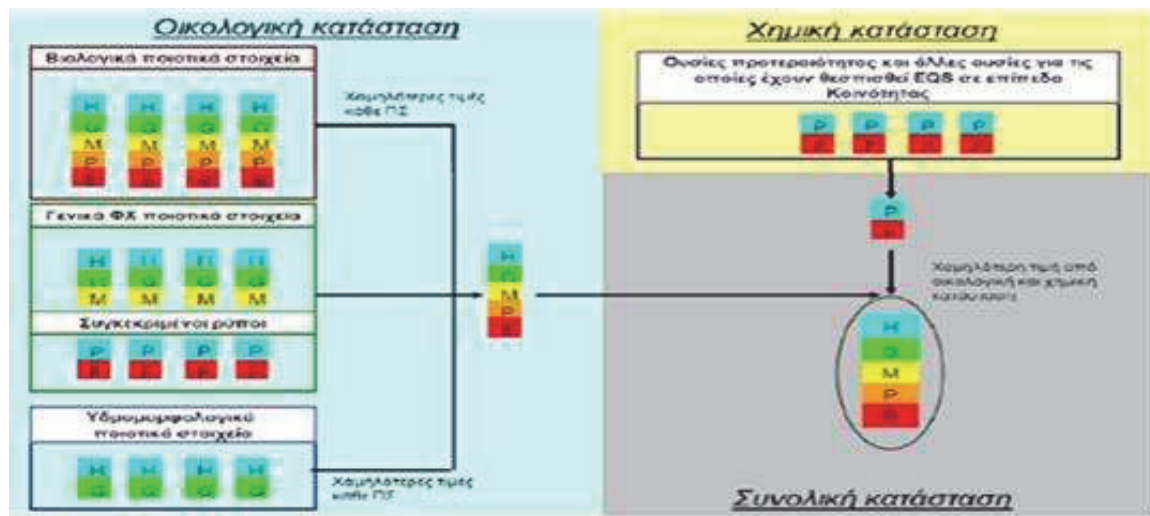 Οικολογική κατάσταση
Βιολογικά ποιοτικά στοιχεία
H H H H
G G G G
M M M M
P P P P
Χαμηλότερες τιμές
κάθε ΠΣ
Γενικά ΦΧ ποιοτικά στοιχεία
H H H H
G G G G
M M M M
Συγκεκριμένοι ρύποι
P P P P
Υδρομορφολογικά
ποιοτικά στοιχεία
H H H H
G G G G
Χαμηλότερες τιμές
κάθε ΠΣ
H
G
M
P
Χημική κατάσταση
Ουσίες προτεραιότητος και άλλες ουσίες για τις
οποίες έχουν θεσπισθεί EQS σε επίπεδο
Κοινότητας
P P P P
P
Χαμηλότερη τιμή από
οικολογική και χημική
κατάσταση
H
G
M
P
Συνολική κατάσταση